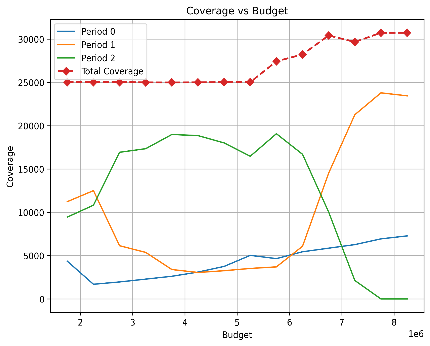 Coverage vs Budget
Period 0
Period 1
Period 2
Total Coverage
30000
25000
20000
15000
10000
5000
0
Coverage
2
3
4
5
6
7
8
1e6
Budget